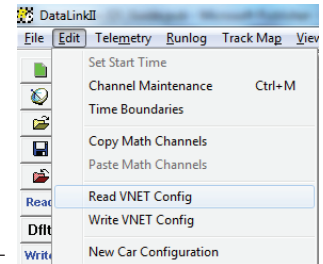 DataLinkII
File Edit Telemetry Runlog Track Map View
Set Start Time
Channel Maintenance Ctrl+M
Time Boundaries
Copy Math Channels
Paste Math Channels
Read VNET Config
Read
Write VNET Config
Dflt
New Car Configuration
Write